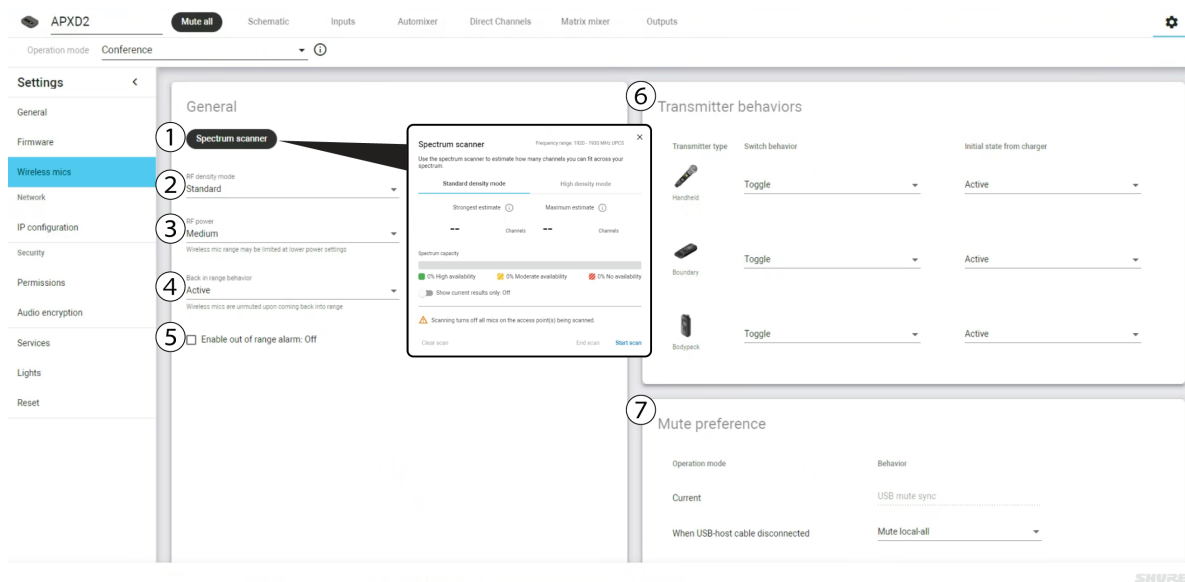 APXD2
Mute all Schematic Inputs Automixer Direct Channels Matrix mixer Outputs
Operation mode Conference
Settings
General
Firmware
Wireless mics
Network
IP configuration
Security
Permissions
Audio encryption
Services
Lights
Reset
General
1 Spectrum scanner
2 RF density mode
Standard
3 RF power
Medium
Wireless mic range may be limited at lower power settings
4 Back in range behavior
Active
Wireless mics are unmuted upon coming back into range
5 Enable out of range alarm: Off
Spectrum scanner Frequency range: 1920 - 1930 MHz UPCS
Use the spectrum scanner to estimate how many channels you can fit across your
spectrum.
Standard density mode High density mode
Strongest estimate Maximum estimate
-- Channels -- Channels
Spectrum capacity
0% High availability 0% Moderate availability 0% No availability
Show current results only: Off
Scanning turns off all mics on the access point(s) being scanned.
Clear scan End scan Start scan
6 Transmitter behaviors
Transmitter type Switch behavior Initial state from charger
Handheld Toggle Active
Boundary Toggle Active
Bodypack Toggle Active
7 Mute preference
Operation mode Behavior
Current USB mute sync
When USB-host cable disconnected Mute local-all
SHURE